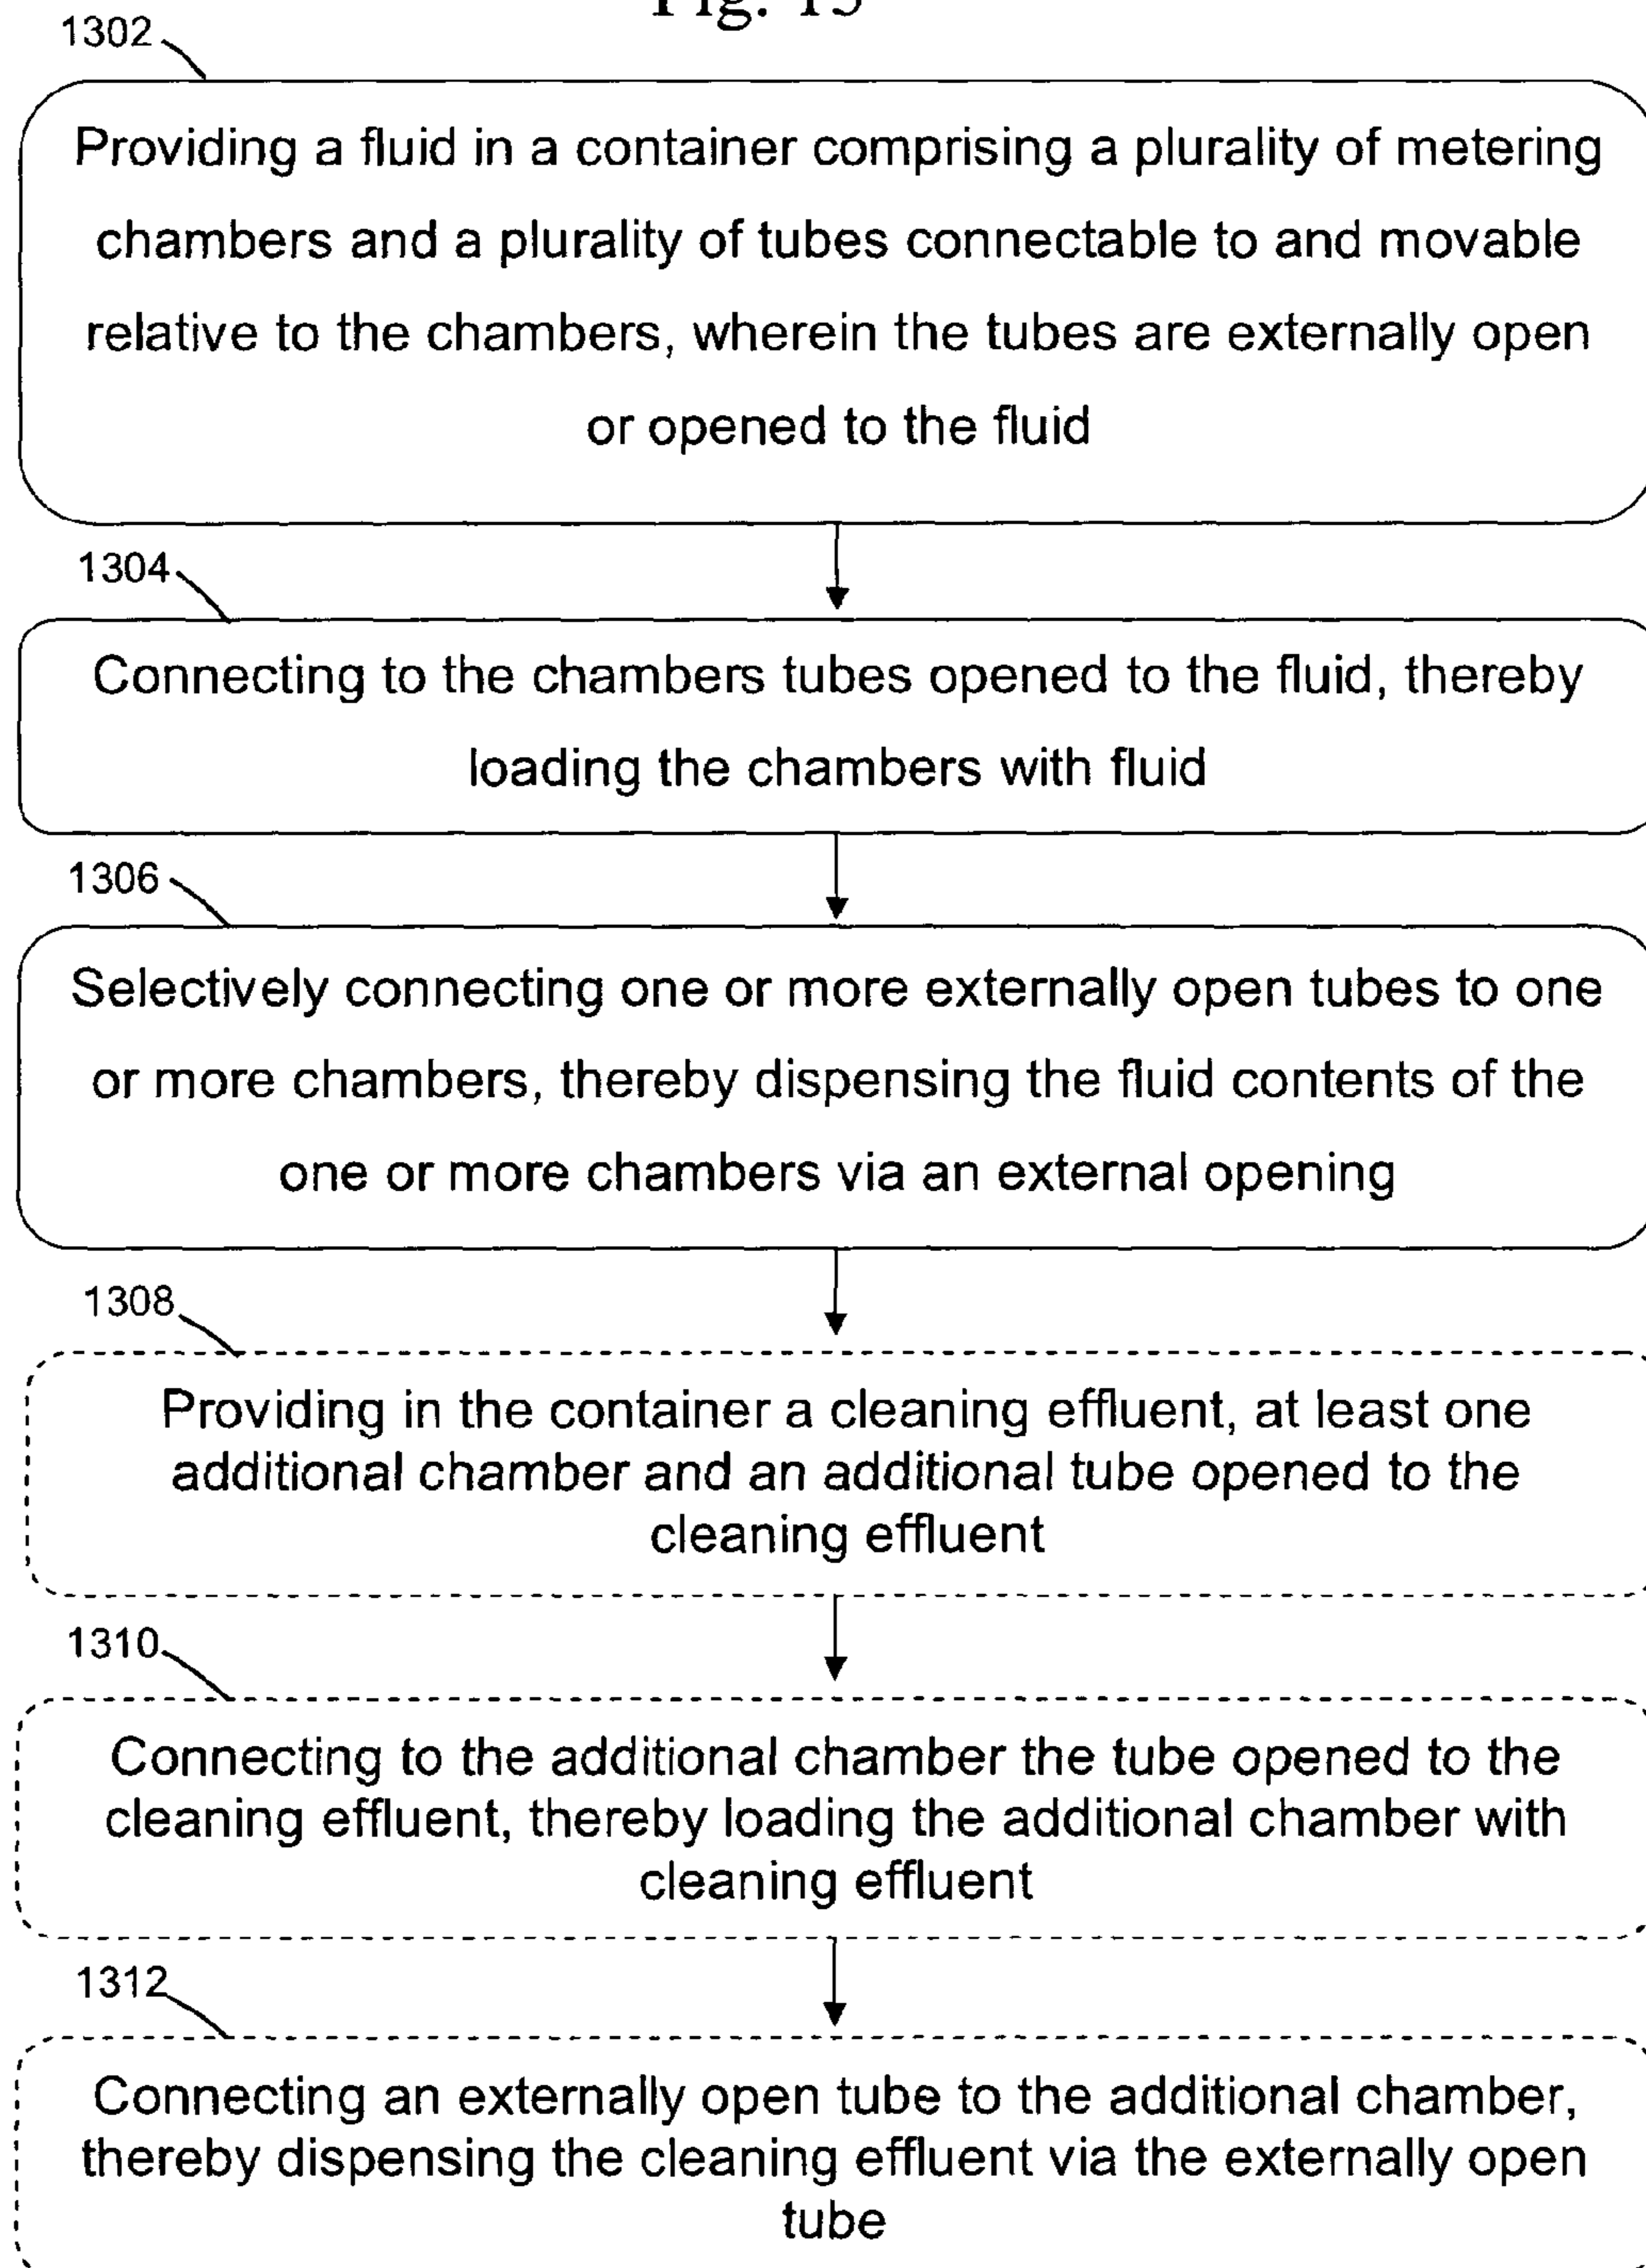 Fig. 13
1302
Providing a fluid in a container comprising a plurality of metering
chambers and a plurality of tubes connectable to and movable
relative to the chambers, wherein the tubes are externally open
or opened to the fluid
1304
Connecting to the chambers tubes opened to the fluid, thereby
loading the chambers with fluid
1306
Selectively connecting one or more externally open tubes to one
or more chambers, thereby dispensing the fluid contents of the
one or more chambers via an external opening
1308
Providing in the container a cleaning effluent, at least one
additional chamber and an additional tube opened to the
cleaning effluent
1310
Connecting to the additional chamber the tube opened to the
cleaning effluent, thereby loading the additional chamber with
cleaning effluent
1312
Connecting an externally open tube to the additional chamber,
thereby dispensing the cleaning effluent via the externally open
tube